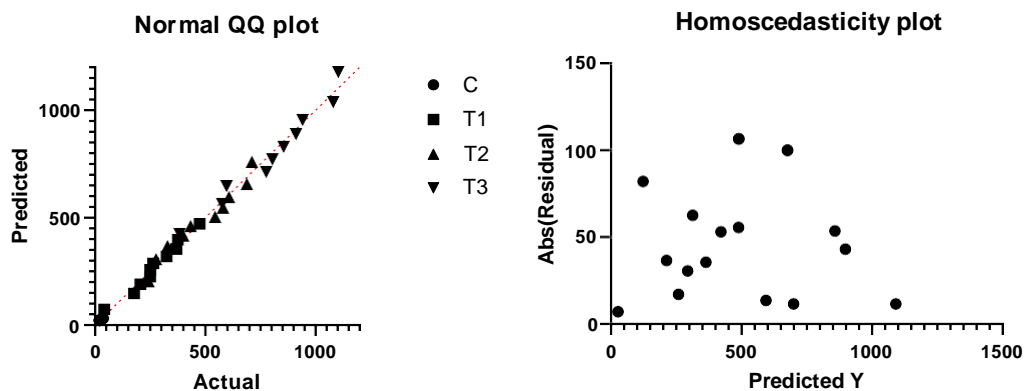 Normal QQ plot
1000
500
0
0
500
1000
Predicted
Actual
C
T1
T2
T3
Homoscedasticity plot
150
100
50
0
0
500
1000
1500
Abs(Residual)
Predicted Y